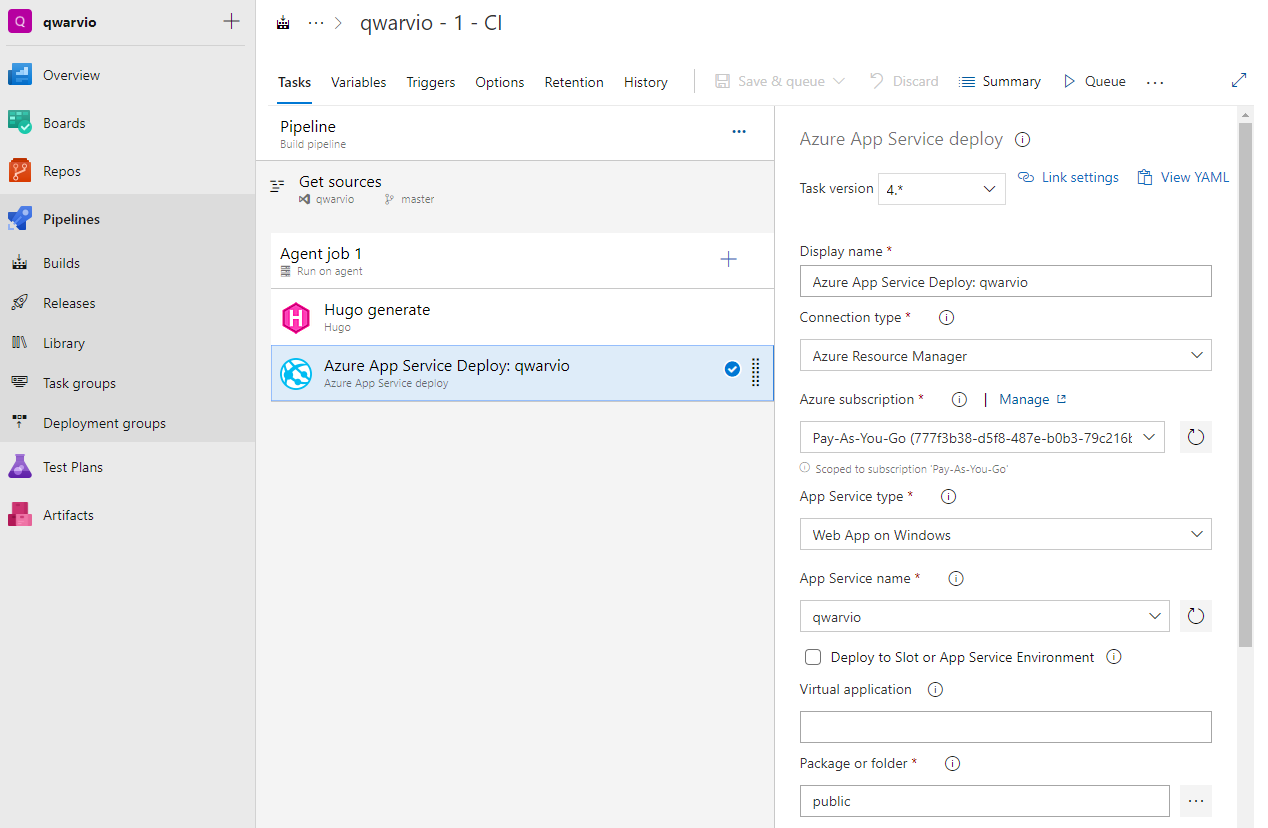 Q qwarvio
Overview
Boards
Repos
Pipelines
Builds
Releases
Library
Task groups
Deployment groups
Test Plans
Artifacts
qwarvio - 1 - CI
Tasks Variables Triggers Options Retention History Save & queue Discard Summary Queue
Pipeline
Build pipeline
Get sources
qwarvio master
Agent job 1
Run on agent
H Hugo generate
Hugo
Azure App Service Deploy: qwarvio
Azure App Service deploy
Azure App Service deploy
Task version 4.* Link settings View YAML
Display name *
Azure App Service Deploy: qwarvio
Connection type *
Azure Resource Manager
Azure subscription * | Manage
Pay-As-You-Go (777f3b38-d5f8-487e-b0b3-79c216b
Scoped to subscription 'Pay-As-You-Go'
App Service type *
Web App on Windows
App Service name *
qwarvio
Deploy to Slot or App Service Environment
Virtual application
Package or folder *
public